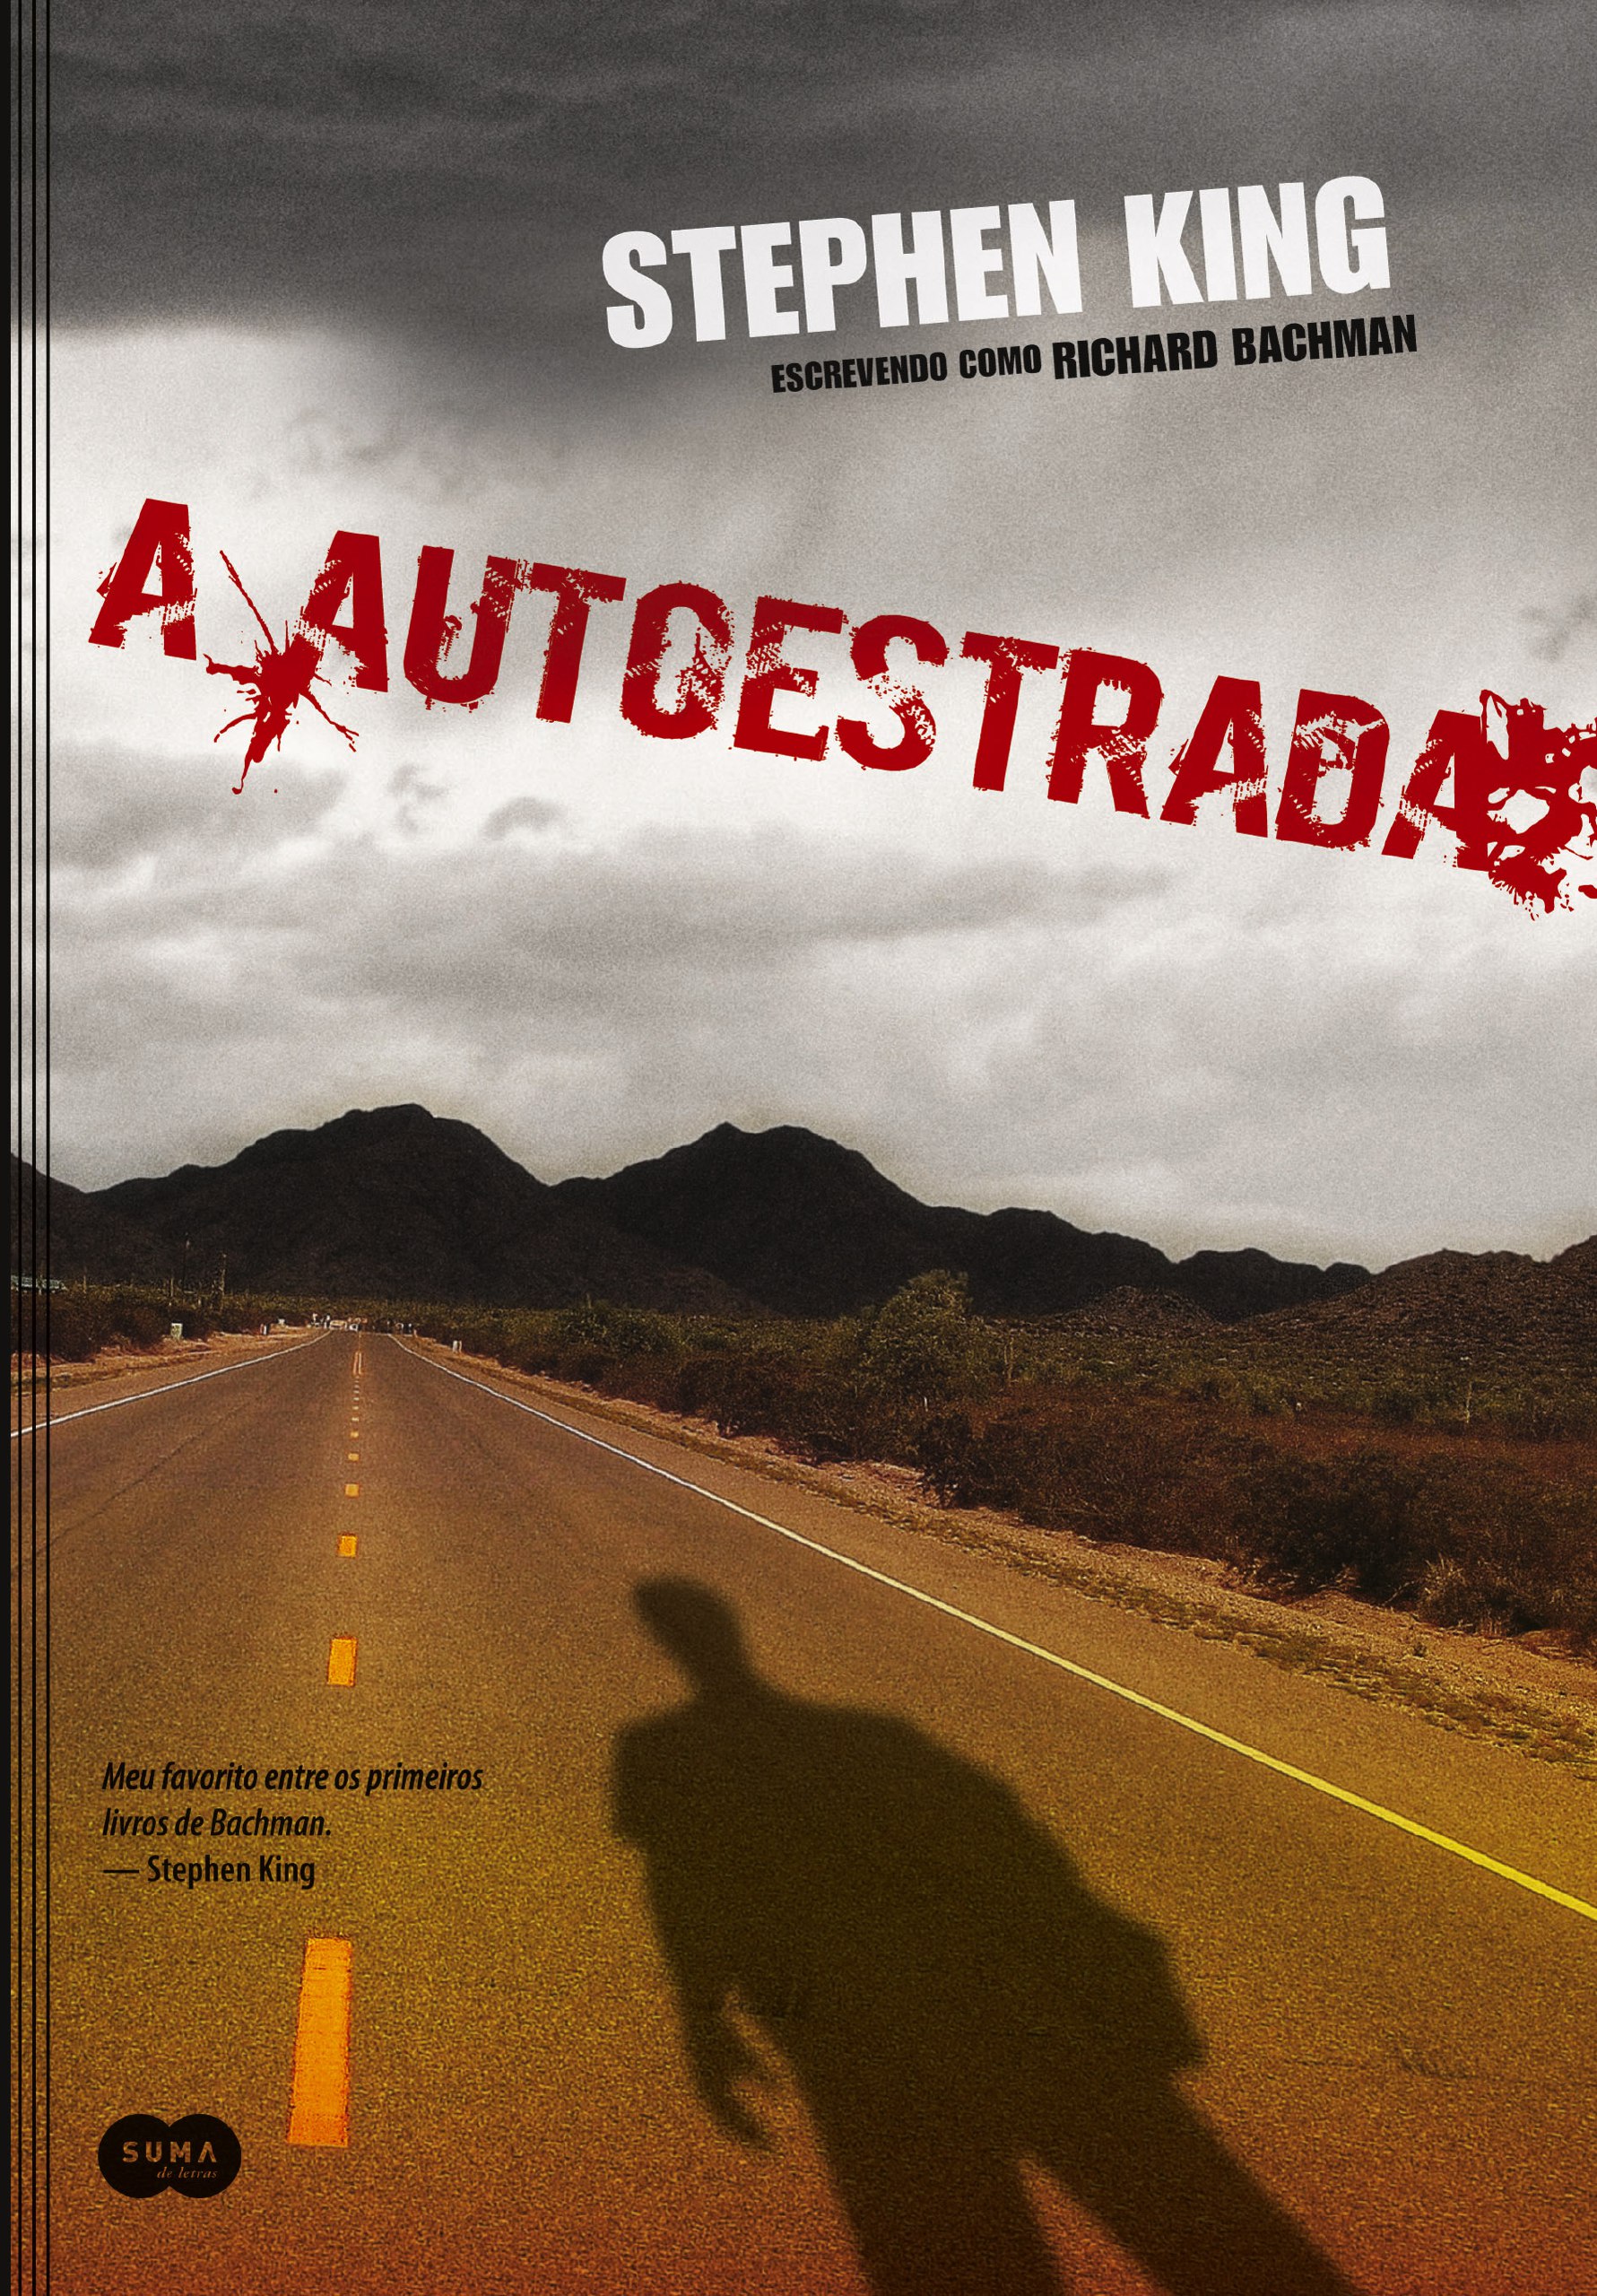 STEPHEN KING
ESCREVENDO COMO RICHARD BACHMAN
A AUTOESTRADA
Meu favorito entre os primeiros
livros de Bachman.
— Stephen King
SUMA
de letras